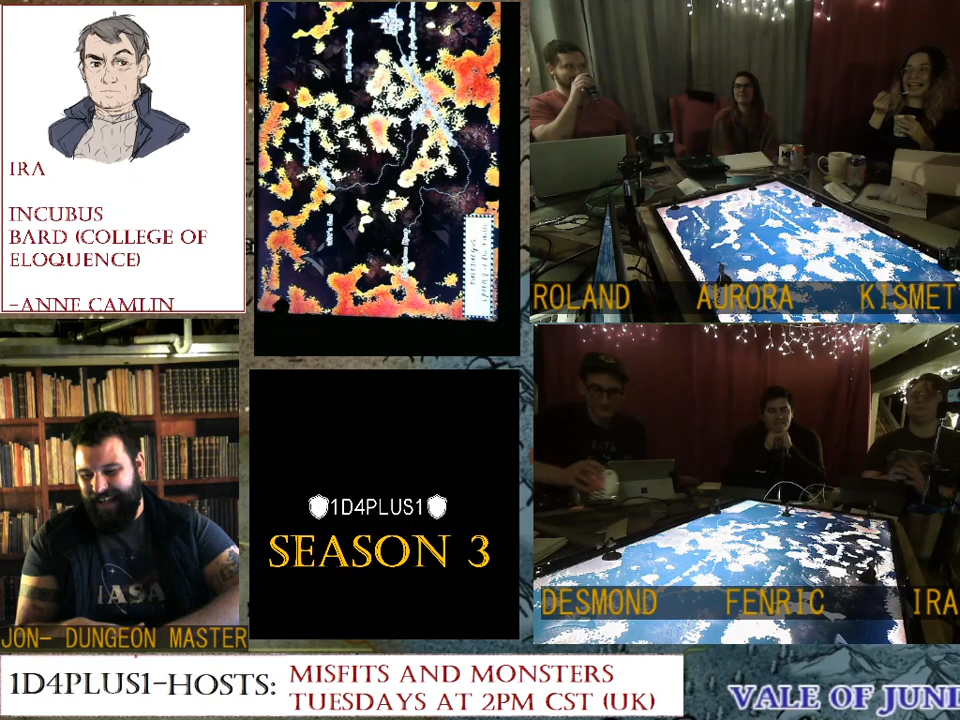 IRA
INCUBUS
BARD (COLLEGE OF
ELOQUENCE)
-ANNE CAMLIN
ROLAND AURORA KISMET
NASA
JON- DUNGEON MASTER
1D4PLUS1
SEASON 3
DESMOND FENRIC IRA
1D4PLUS1-HOSTS:
MISFITS AND MONSTERS
TUESDAYS AT 2PM CST (UK)
VALE OF JUNI